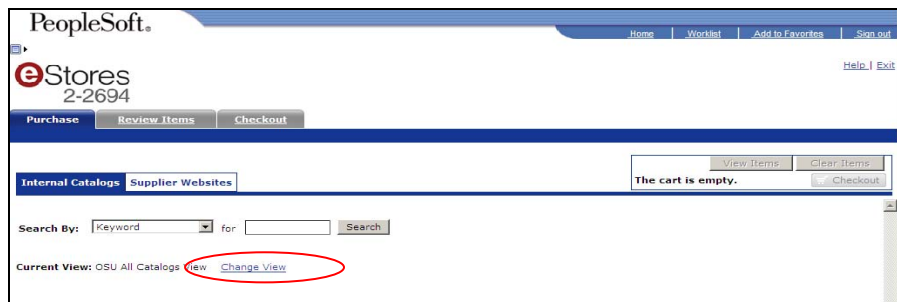 PeopleSoft.
Home Worklist Add to Favorites Sign out
Help | Exit
eStores
2-2694
Purchase Review Items Checkout
View Items Clear Items
Internal Catalogs Supplier Websites
The cart is empty. Checkout
Search By: Keyword for Search
Current View: OSU All Catalogs View Change View